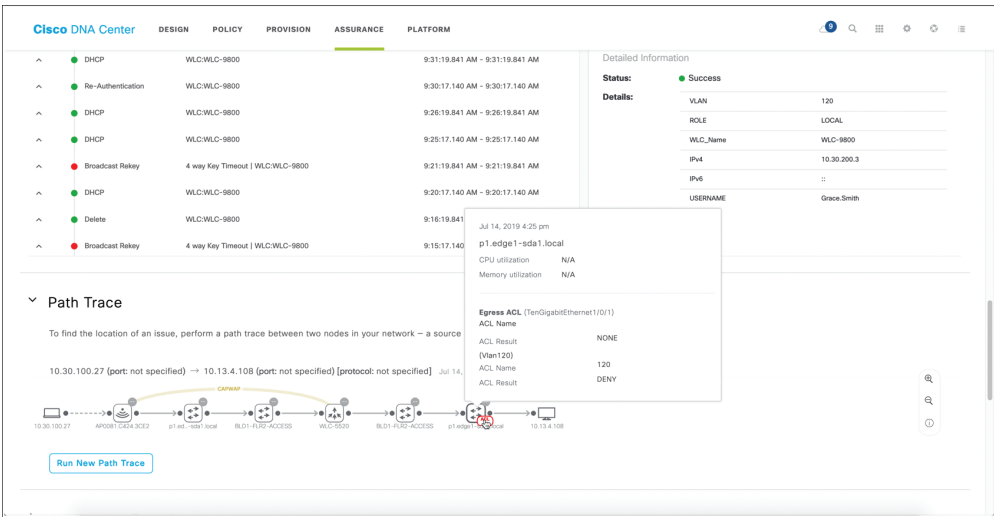 Cisco DNA Center DESIGN POLICY PROVISION ASSURANCE PLATFORM 9
DHCP WLC:WLC-9800 9:31:19.841 AM - 9:31:19.841 AM
Re-Authentication WLC:WLC-9800 9:30:17.140 AM - 9:30:17.140 AM
DHCP WLC:WLC-9800 9:26:19.841 AM - 9:26:19.841 AM
DHCP WLC:WLC-9800 9:25:17.140 AM - 9:25:17.140 AM
Broadcast Rekey 4 way Key Timeout | WLC:WLC-9800 9:21:19.841 AM - 9:21:19.841 AM
DHCP WLC:WLC-9800 9:20:17.140 AM - 9:20:17.140 AM
Delete WLC:WLC-9800 9:16:19.841
Broadcast Rekey 4 way Key Timeout | WLC:WLC-9800 9:15:17.140
Detailed Information
Status: Success
Details:
VLAN 120
ROLE LOCAL
WLC_Name WLC-9800
IPv4 10.30.200.3
IPv6 ::
USERNAME Grace.Smith
Jul 14, 2019 4:25 pm
p1.edge1-sda1.local
CPU utilization N/A
Memory utilization N/A
Egress ACL (TenGigabitEthernet1/0/1)
ACL Name
ACL Result NONE
(Vlan120)
ACL Name 120
ACL Result DENY
Path Trace
To find the location of an issue, perform a path trace between two nodes in your network – a source
10.30.100.27 (port: not specified) → 10.13.4.108 (port: not specified) [protocol: not specified] Jul 14,
CAPWAP
10.30.100.27 AP0081.C424.3CE2 p1.ed...-sda1.local BLD1-FLR2-ACCESS WLC-5520 BLD1-FLR2-ACCESS 10.13.4.108
Run New Path Trace